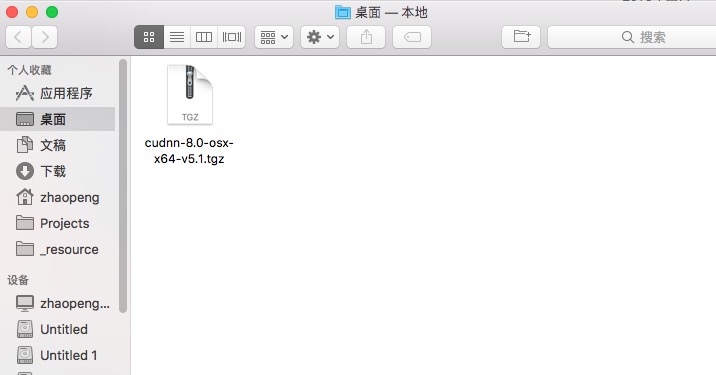 桌面 — 本地
搜索
个人收藏
应用程序
桌面
文稿
下载
zhaopeng
Projects
_resource
设备
zhaopeng...
Untitled
Untitled 1
TGZ
cudnn-8.0-osx-
x64-v5.1.tgz